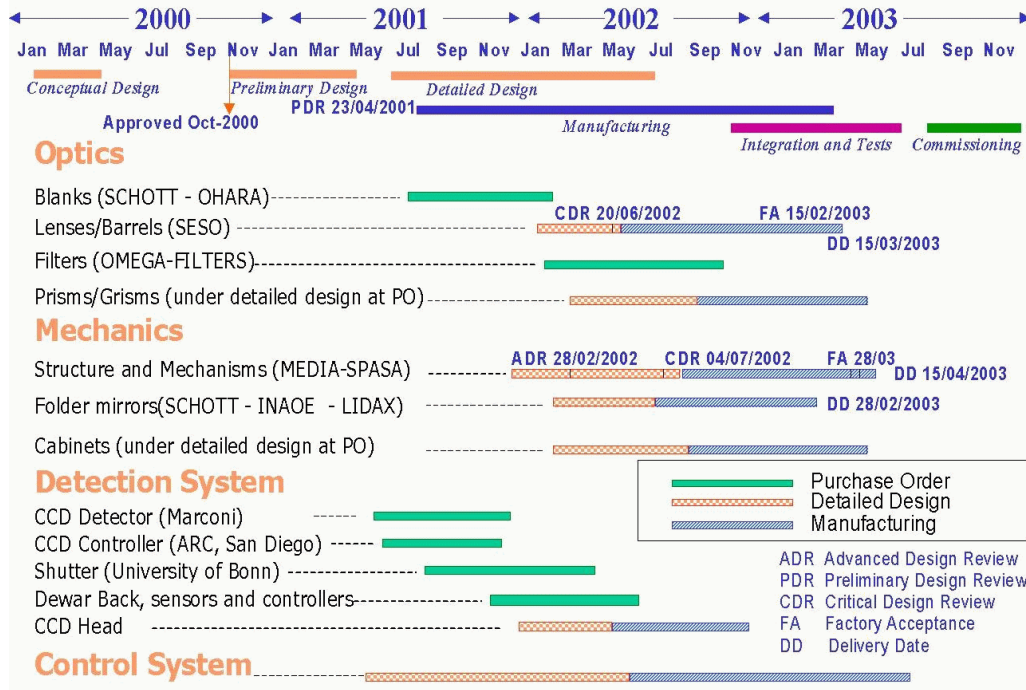 2000 2001 2002 2003
Jan Mar May Jul Sep Nov Jan Mar May Jul Sep Nov Jan Mar May Jul Sep Nov Jan Mar May Jul Sep Nov
Conceptual Design Preliminary Design Detailed Design
PDR 23/04/2001
Approved Oct-2000 Manufacturing
Integration and Tests Commissioning
Optics
Blanks (SCHOTT - OHARA)
CDR 20/06/2002 FA 15/02/2003
Lenses/Barrels (SESO)
DD 15/03/2003
Filters (OMEGA-FILTERS)
Prisms/Grisms (under detailed design at PO)
Mechanics
ADR 28/02/2002 CDR 04/07/2002 FA 28/03
Structure and Mechanisms (MEDIA-SPASA) DD 15/04/2003
Folder mirrors(SCHOTT - INAOE - LIDAX) DD 28/02/2003
Cabinets (under detailed design at PO)
Detection System
Purchase Order
Detailed Design
Manufacturing
CCD Detector (Marconi)
CCD Controller (ARC, San Diego)
Shutter (University of Bonn)
Dewar Back, sensors and controllers
CCD Head
ADR Advanced Design Review
PDR Preliminary Design Review
CDR Critical Design Review
FA Factory Acceptance
DD Delivery Date
Control System